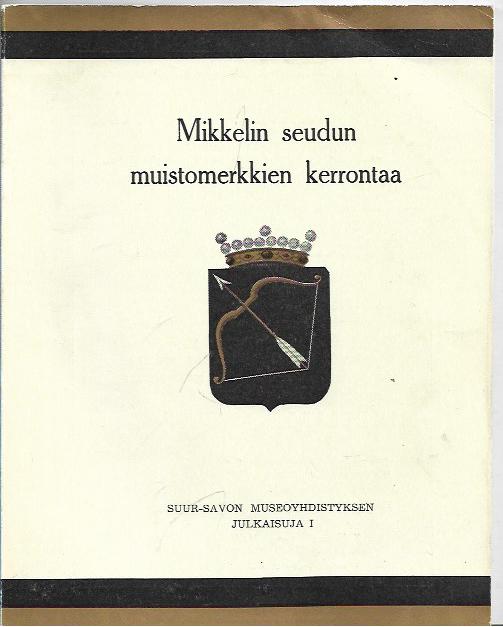 Mikkelin seudun
muistomerkkien kerrontaa
SUUR-SAVON MUSEOYHDISTYKSEN
JULKAISUJA I